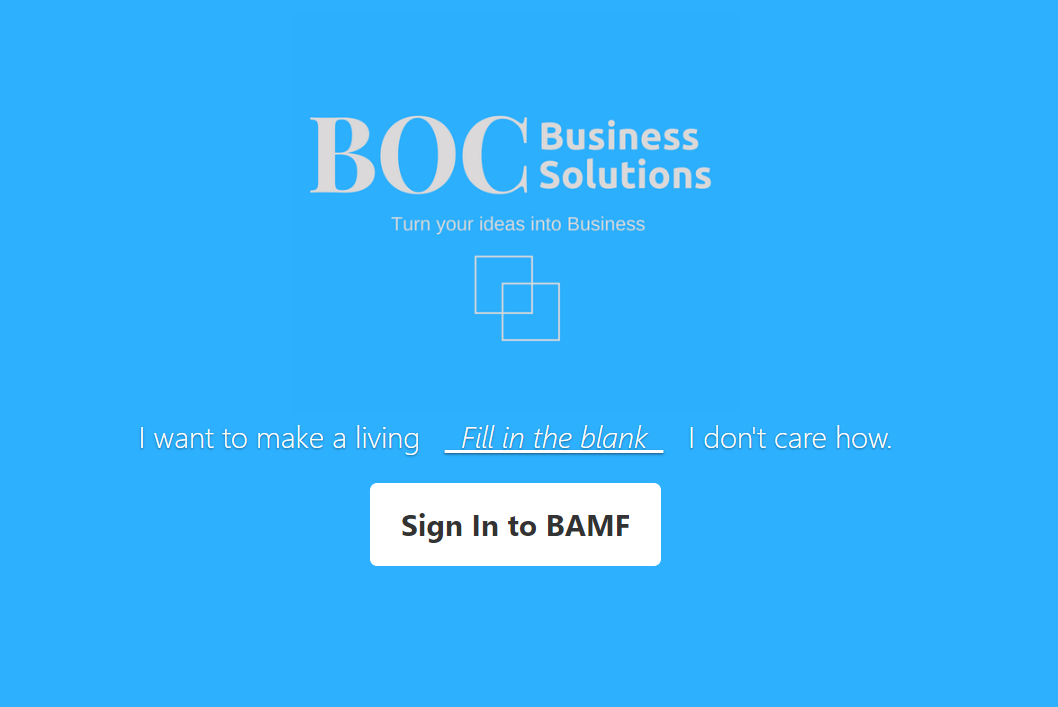 BOC Business Solutions
Turn your ideas into Business
I want to make a living Fill in the blank I don't care how.
Sign In to BAMF